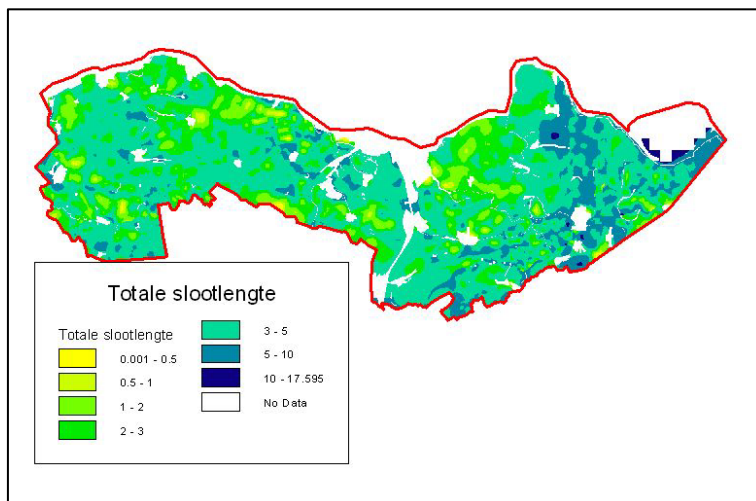 Totale slootlengte
Totale slootlengte
0.001 - 0.5
0.5 - 1
1 - 2
2 - 3
3 - 5
5 - 10
10 - 17.595
No Data